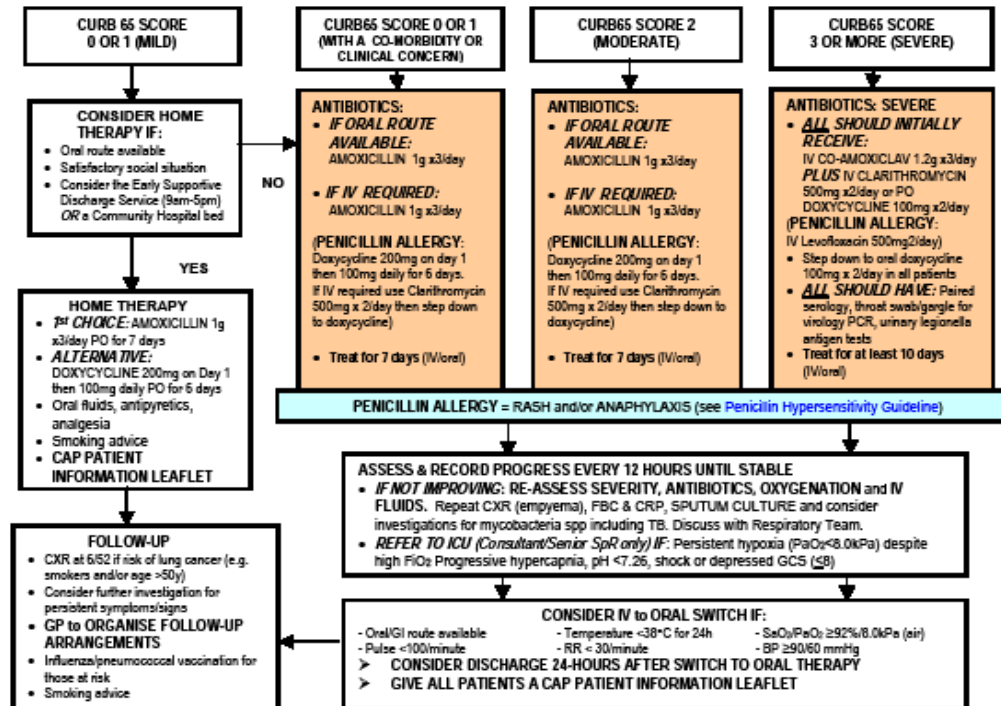 CURB 65 SCORE
0 OR 1 (MILD)
CONSIDER HOME
THERAPY IF:
• Oral route available
• Satisfactory social situation
• Consider the Early Supportive
Discharge Service (9am-5pm)
OR a Community Hospital bed
NO
YES
HOME THERAPY
• 1st CHOICE: AMOXICILLIN 1g
x3/day PO for 7 days
• ALTERNATIVE:
DOXYCYCLINE 200mg on Day 1
then 100mg daily PO for 6 days
• Oral fluids, antipyretics,
analgesia
• Smoking advice
• CAP PATIENT
INFORMATION LEAFLET
FOLLOW-UP
• CXR at 6/52 if risk of lung cancer (e.g.
smokers and/or age >50y)
• Consider further investigation for
persistent symptoms/signs
• GP to ORGANISE FOLLOW-UP
ARRANGEMENTS
• Influenza/pneumococcal vaccination for
those at risk
• Smoking advice
CURB65 SCORE 0 OR 1
(WITH A CO-MORBIDITY OR
CLINICAL CONCERN)
ANTIBIOTICS:
• IF ORAL ROUTE
AVAILABLE:
AMOXICILLIN 1g x3/day
• IF IV REQUIRED:
AMOXICILLIN 1g x3/day
(PENICILLIN ALLERGY:
Doxycycline 200mg on day 1
then 100mg daily for 6 days.
If IV required use Clarithromycin
500mg x 2/day then step down
to doxycycline)
• Treat for 7 days (IV/oral)
CURB65 SCORE 2
(MODERATE)
ANTIBIOTICS:
• IF ORAL ROUTE
AVAILABLE:
AMOXICILLIN 1g x3/day
• IF IV REQUIRED:
AMOXICILLIN 1g x3/day
(PENICILLIN ALLERGY:
Doxycycline 200mg on day 1
then 100mg daily for 6 days.
If IV required use Clarithromycin
500mg x 2/day then step down to
doxycycline)
• Treat for 7 days (IV/oral)
CURB65 SCORE
3 OR MORE (SEVERE)
ANTIBIOTICS: SEVERE
• ALL SHOULD INITIALLY
RECEIVE:
IV CO-AMOXICLAV 1.2g x3/day
PLUS IV CLARITHROMYCIN
500mg x2/day or PO
DOXYCYCLINE 100mg x2/day
(PENICILLIN ALLERGY:
IV Levofloxacin 500mg2/day)
• Step down to oral doxycycline
100mg x 2/day in all patients
• ALL SHOULD HAVE: Paired
serology, throat swab/gargle for
virology PCR, urinary legionella
antigen tests
• Treat for at least 10 days
(IV/oral)
PENICILLIN ALLERGY = RASH and/or ANAPHYLAXIS (see Penicillin Hypersensitivity Guideline)
ASSESS & RECORD PROGRESS EVERY 12 HOURS UNTIL STABLE
• IF NOT IMPROVING: RE-ASSESS SEVERITY, ANTIBIOTICS, OXYGENATION and IV
FLUIDS. Repeat CXR (empyema), FBC & CRP, SPUTUM CULTURE and consider
investigations for mycobacteria spp including TB. Discuss with Respiratory Team.
• REFER TO ICU (Consultant/Senior SpR only) IF: Persistent hypoxia (PaO2<8.0kPa) despite
high FiO2 Progressive hypercapnia, pH <7.26, shock or depressed GCS (≤8)
CONSIDER IV to ORAL SWITCH IF:
- Oral/GI route available - Temperature <38°C for 24h - SaO2/PaO2 ≥92%/8.0kPa (air)
- Pulse <100/minute - RR < 30/minute - BP ≥90/60 mmHg
➤ CONSIDER DISCHARGE 24-HOURS AFTER SWITCH TO ORAL THERAPY
➤ GIVE ALL PATIENTS A CAP PATIENT INFORMATION LEAFLET